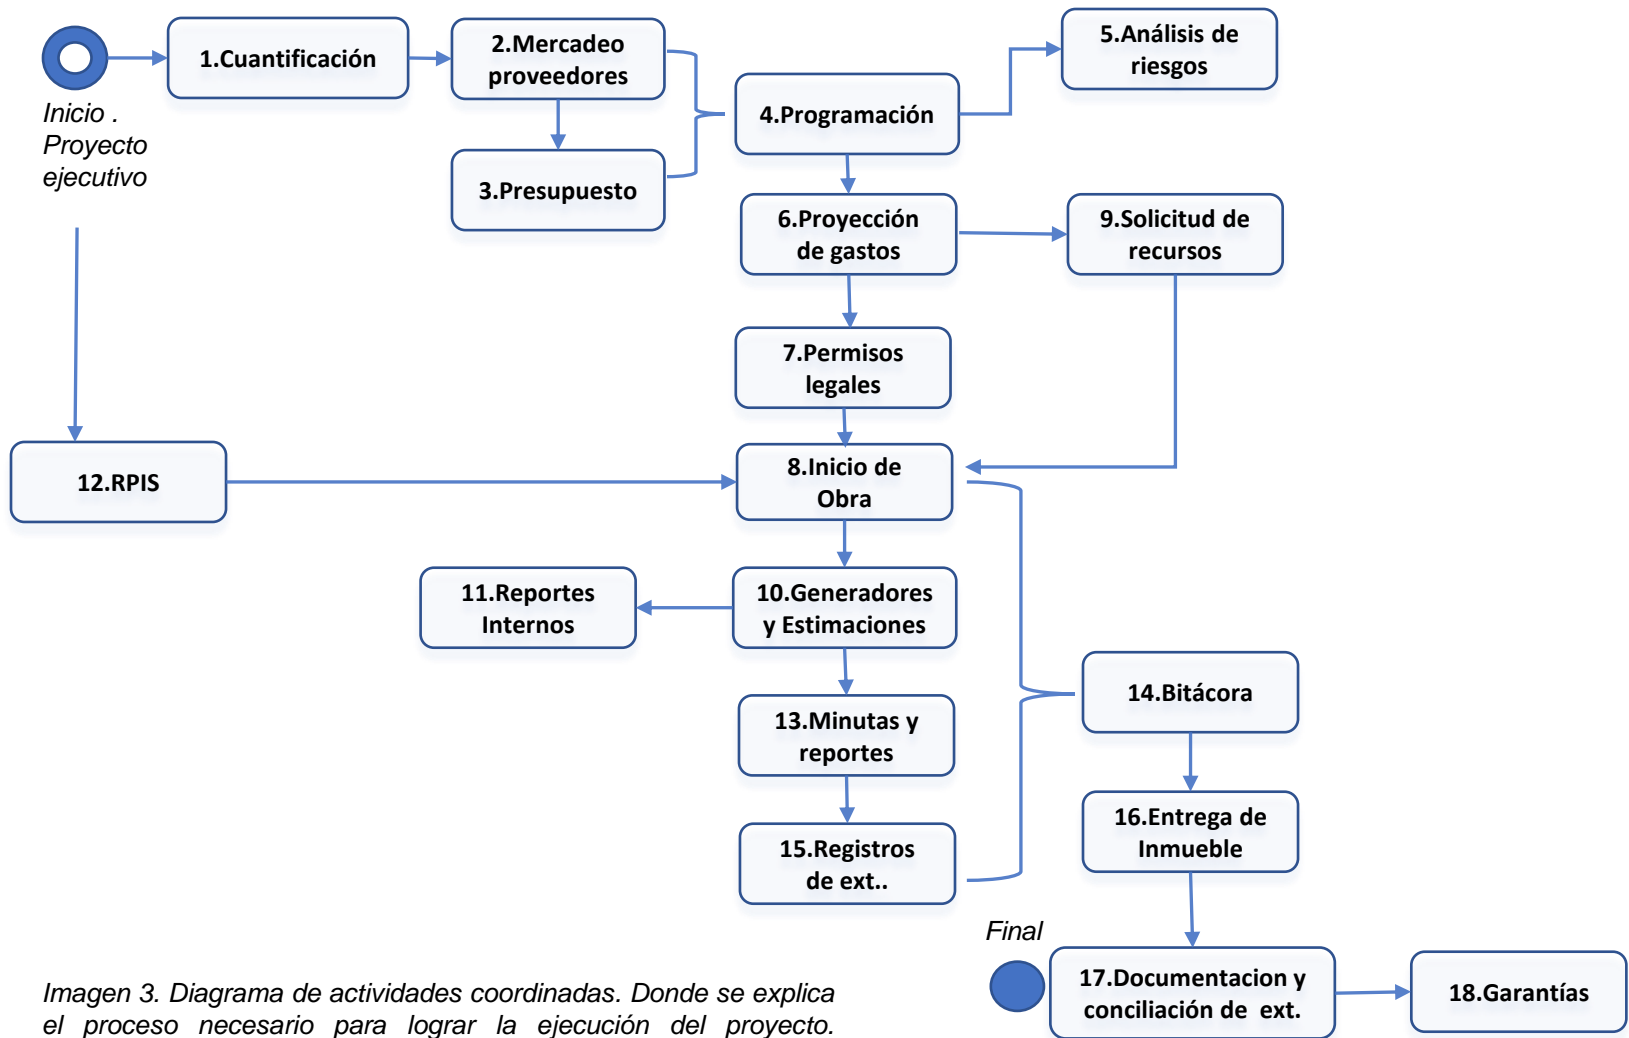 1.Cuantificación
2.Mercadeo
proveedores
5.Análisis de
riesgos
Inicio .
Proyecto
ejecutivo
4.Programación
3.Presupuesto
6.Proyección
de gastos
9.Solicitud de
recursos
7.Permisos
legales
12.RPIS
8.Inicio de
Obra
11.Reportes
Internos
10.Generadores
y Estimaciones
13.Minutas y
reportes
14.Bitácora
15.Registros
de ext..
16.Entrega de
Inmueble
Final
17.Documentacion y
conciliación de ext.
18.Garantías
Imagen 3. Diagrama de actividades coordinadas. Donde se explica
el proceso necesario para lograr la ejecución del proyecto.